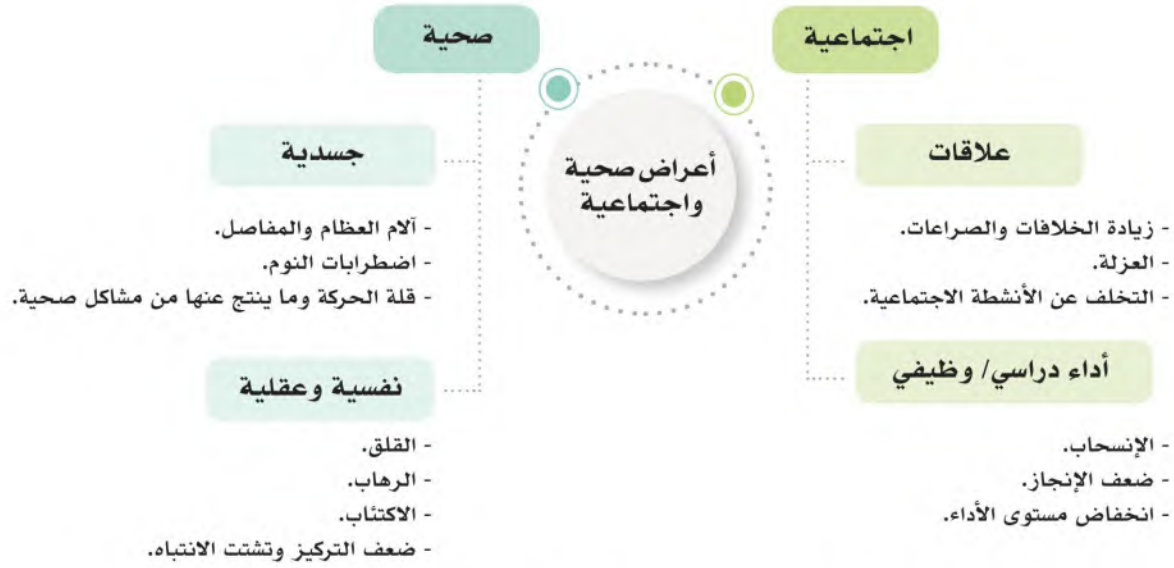 أعراض صحية
واجتماعية
اجتماعية
علاقات
- زيادة الخلافات والصراعات.
- العزلة.
- التخلف عن الأنشطة الاجتماعية.
أداء دراسي/ وظيفي
- الإنسحاب.
- ضعف الإنجاز.
- انخفاض مستوى الأداء.
صحية
جسدية
- آلام العظام والمفاصل.
- اضطرابات النوم.
- قلة الحركة وما ينتج عنها من مشاكل صحية.
نفسية وعقلية
- القلق.
- الرهاب.
- الاكتئاب.
- ضعف التركيز وتشتت الانتباه.